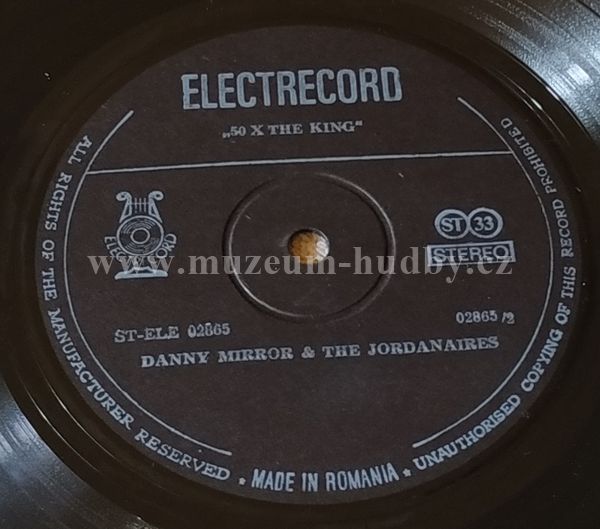 ELECTRECORD
„50 X THE KING"
ELECTRECORD
ST 33
STEREO
www.muzeum-hudby.cz
ST-ELE 02865
02865/2
DANNY MIRROR & THE JORDANAIRES
ALL RIGHTS OF THE MANUFACTURER RESERVED • MADE IN ROMANIA • UNAUTHORISED COPYING OF THIS RECORD PROHIBITED